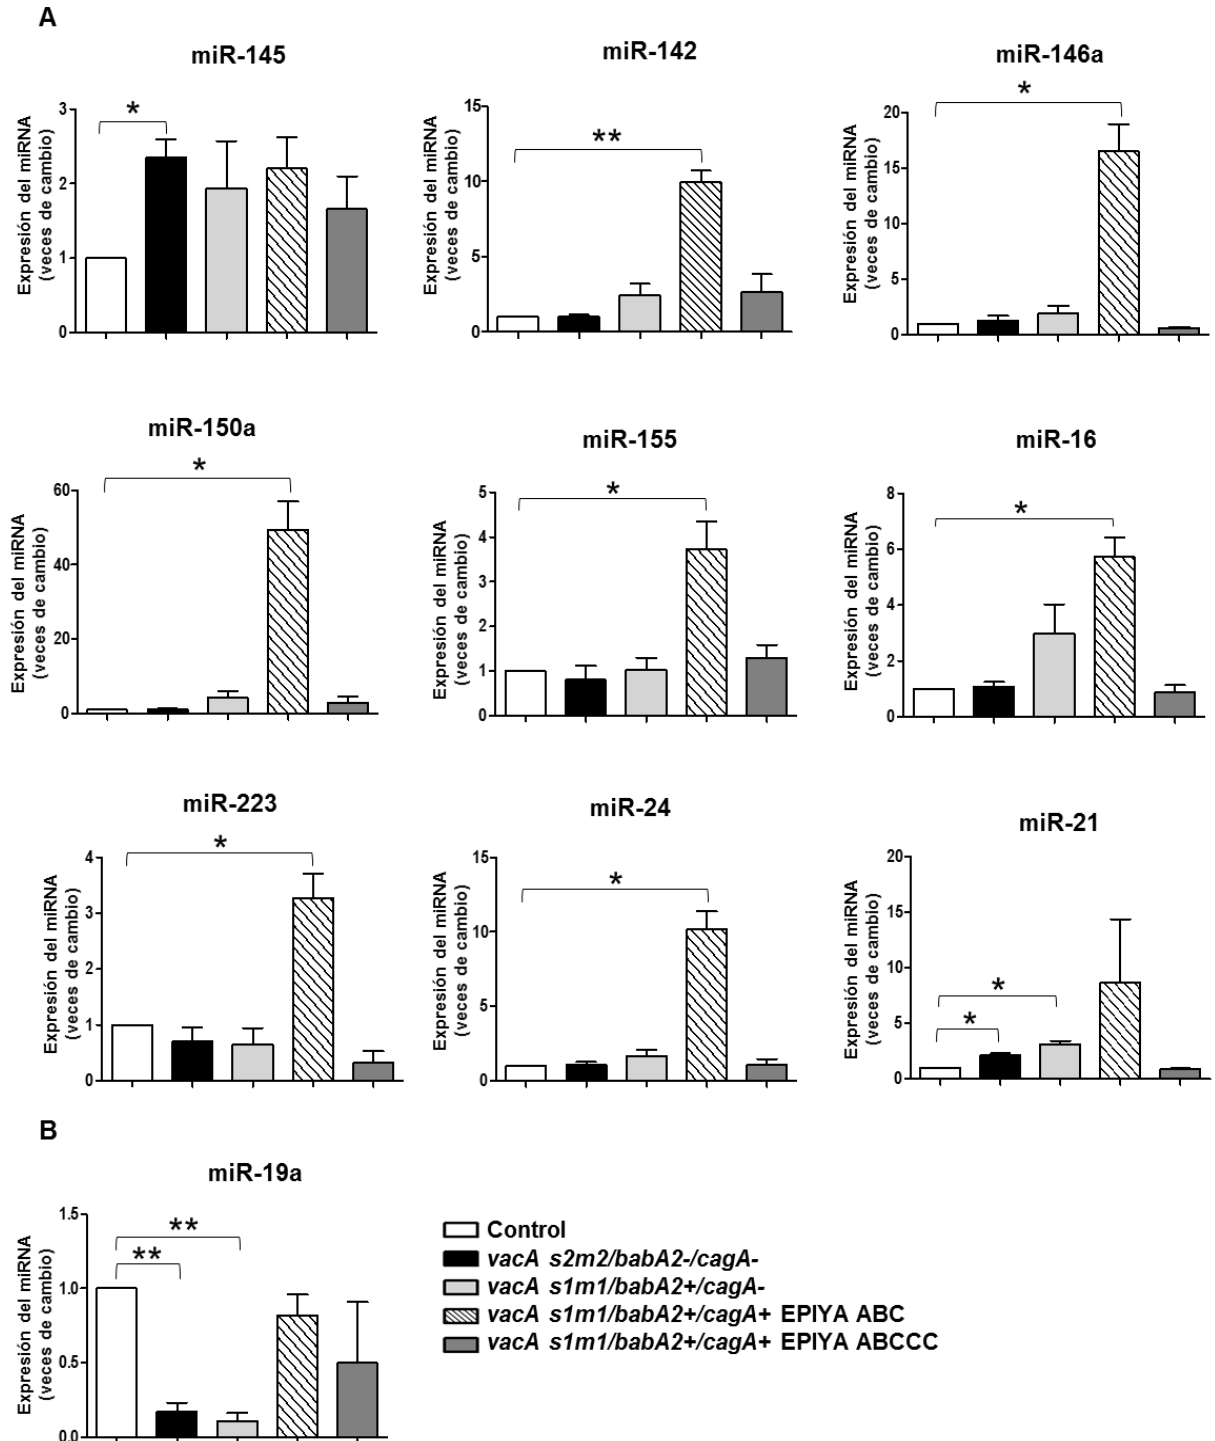 A
miR-145
Expresión del miRNA
(veces de cambio)
3
2
1
0
*
miR-142
Expresión del miRNA
(veces de cambio)
15
10
5
0
**
miR-146a
Expresión del miRNA
(veces de cambio)
20
15
10
5
0
*
miR-150a
Expresión del miRNA
(veces de cambio)
60
40
20
0
*
miR-155
Expresión del miRNA
(veces de cambio)
5
4
3
2
1
0
*
miR-16
Expresión del miRNA
(veces de cambio)
8
6
4
2
0
*
miR-223
Expresión del miRNA
(veces de cambio)
4
3
2
1
0
*
miR-24
Expresión del miRNA
(veces de cambio)
15
10
5
0
*
miR-21
Expresión del miRNA
(veces de cambio)
20
15
10
5
0
*
*
B
miR-19a
Expresión del miRNA
(veces de cambio)
1.5
1.0
0.5
0.0
**
**
Control
vacA s2m2/babA2-/cagA-
vacA s1m1/babA2+/cagA-
vacA s1m1/babA2+/cagA+ EPIYA ABC
vacA s1m1/babA2+/cagA+ EPIYA ABCCC